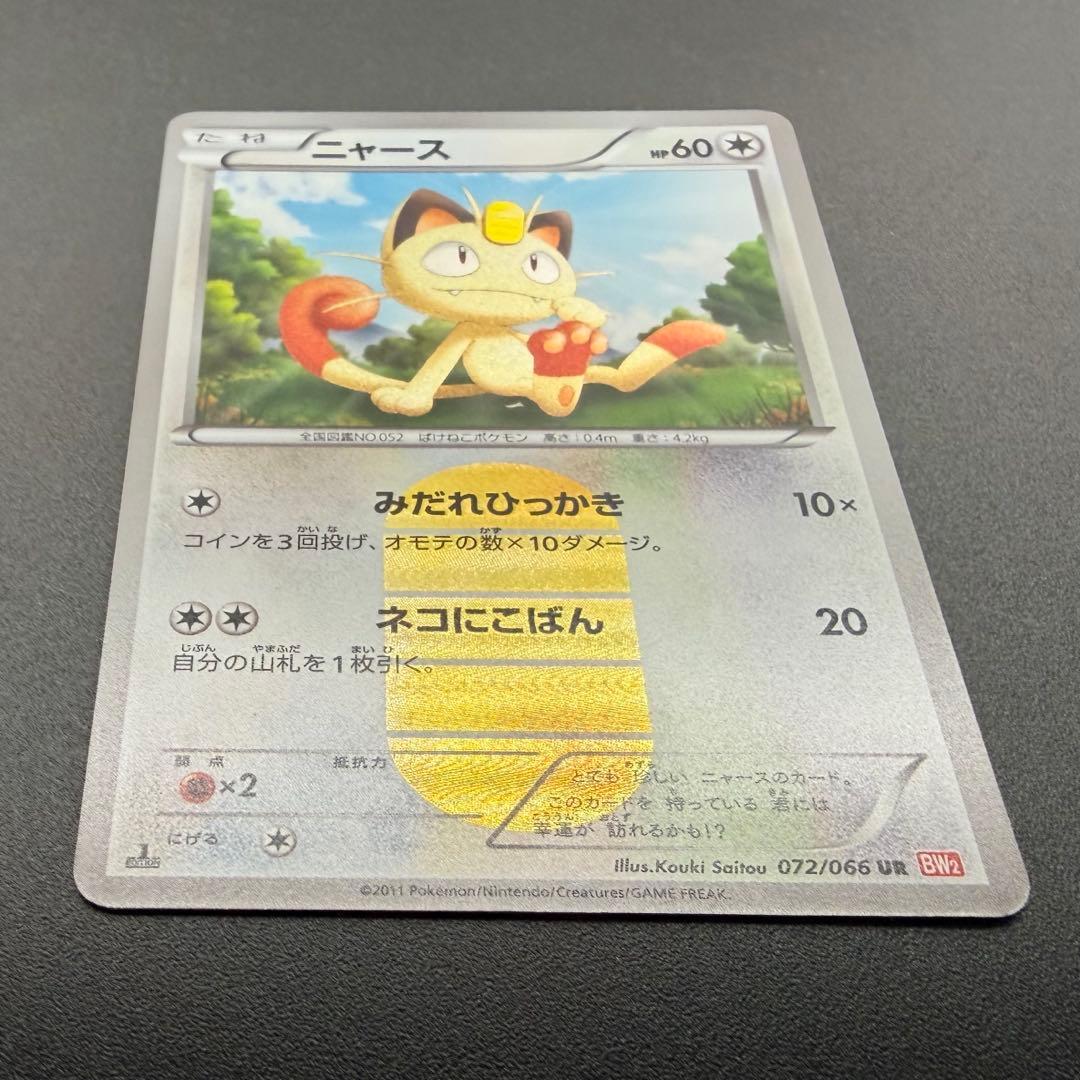 たね ニャース HP60
全国図鑑NO.052 ばけねこポケモン 高さ:0.4m 重さ:4.2kg
みだれひっかき 10×
コインを3回投げ、オモテの数×10ダメージ。
ネコにこばん 20
自分の山札を1枚引く。
弱点 抵抗力
×2
とても 珍しい ニャースのカード。
このカードを 持っている 君には
幸運が 訪れるかも!?
にげる
1 EDITION
Illus.Kouki Saitou 072/066 UR BW2
©2011 Pokémon/Nintendo/Creatures/GAME FREAK.